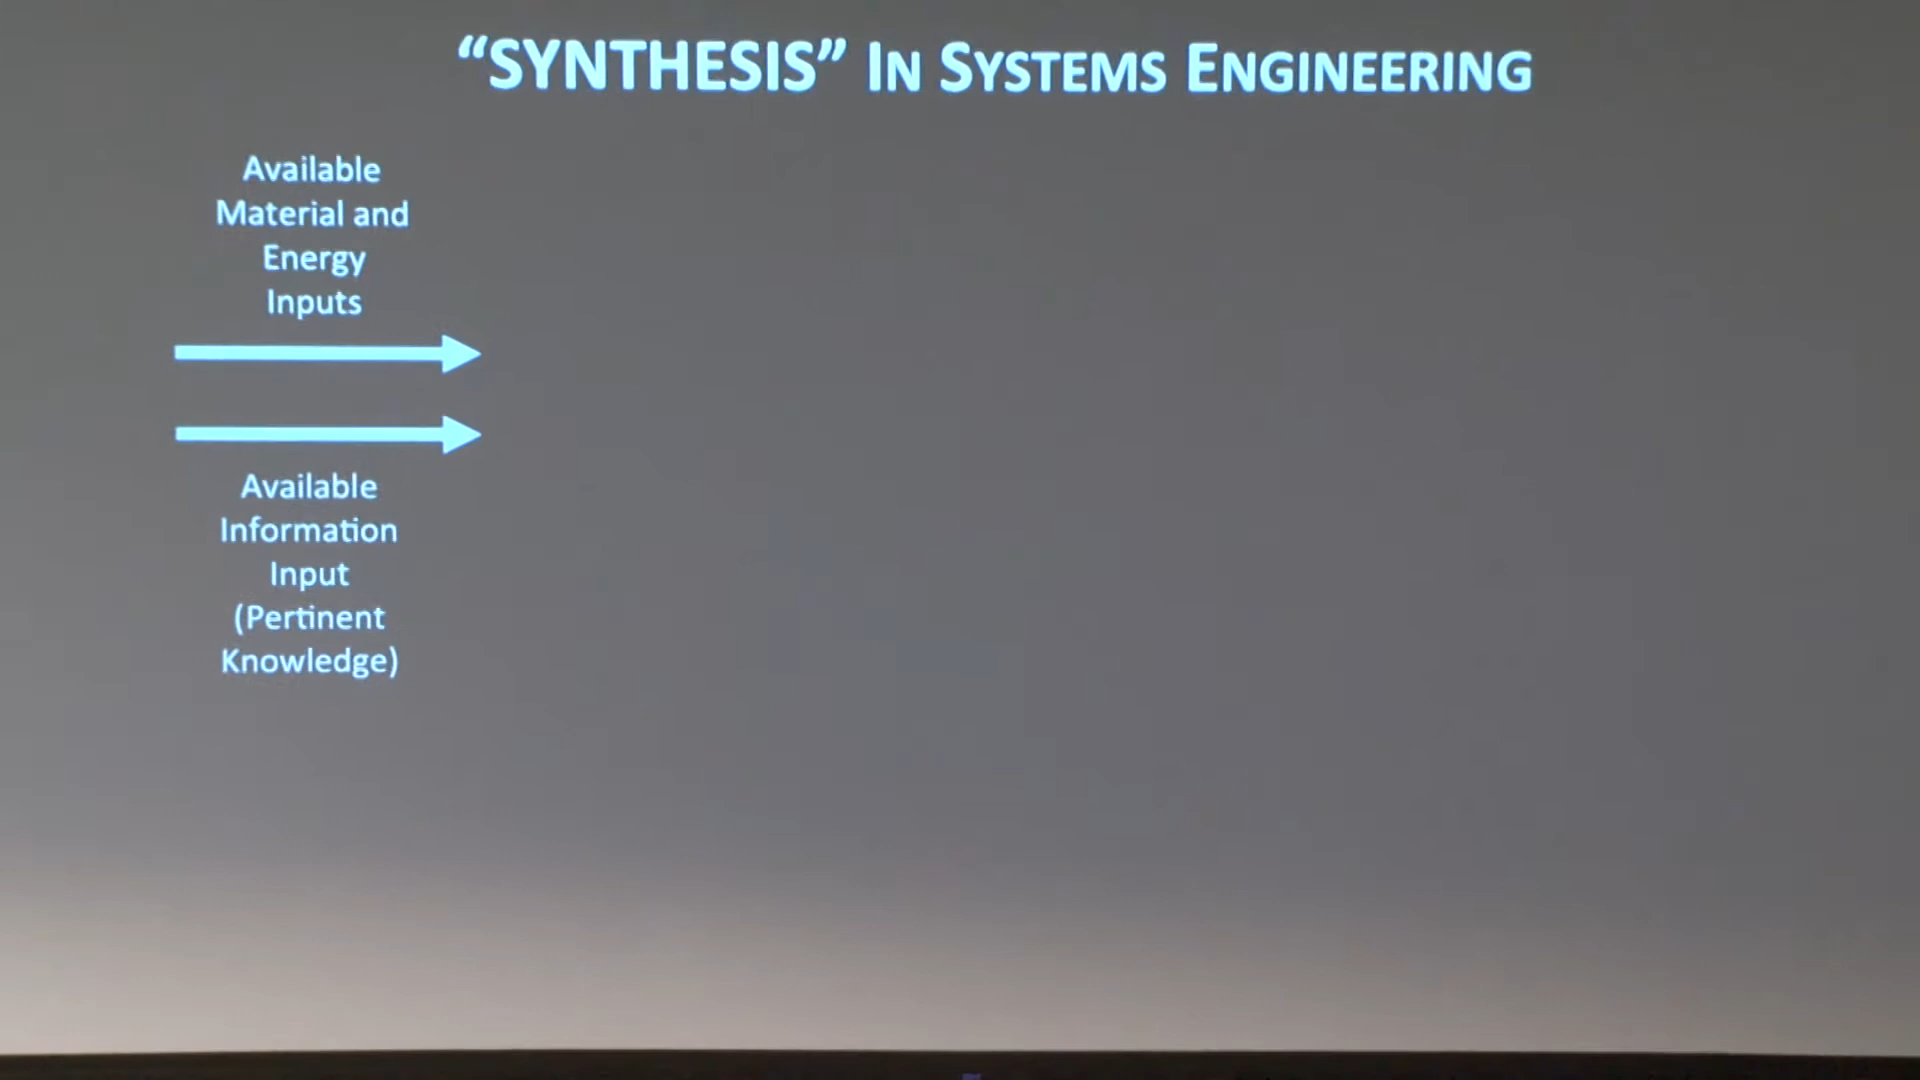 “SYNTHESIS” IN SYSTEMS ENGINEERING
Available
Material and
Energy
Inputs
Available
Information
Input
(Pertinent
Knowledge)